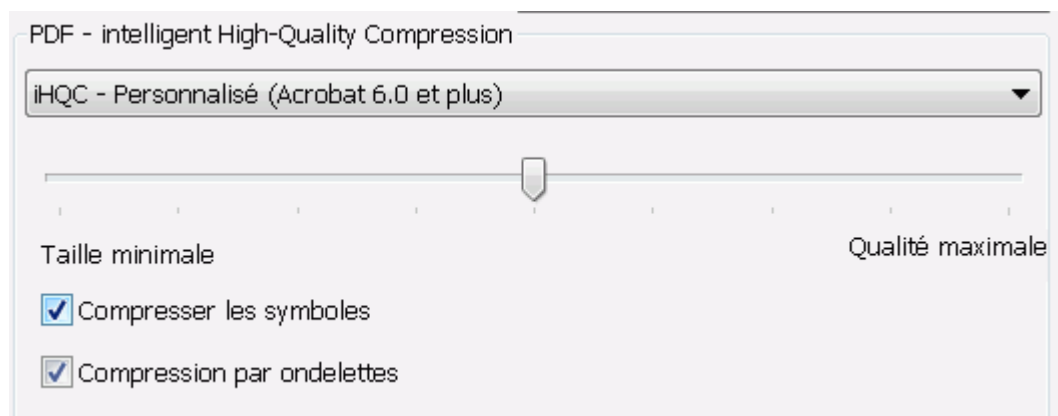 PDF - intelligent High-Quality Compression
iHQC - Personnalisé (Acrobat 6.0 et plus)
Taille minimale
Qualité maximale
Compresser les symboles
Compression par ondelettes